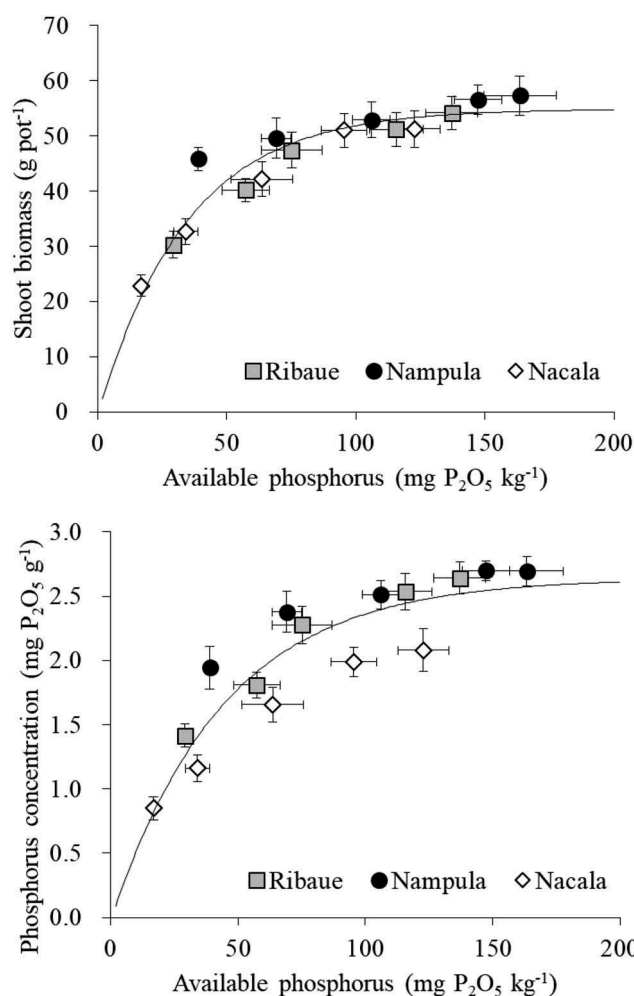 70
60
50
40
30
20
10
0
Shoot biomass (g pot⁻¹)
Ribaue Nampula Nacala
0 50 100 150 200
Available phosphorus (mg P₂O₅ kg⁻¹)
3.0
2.5
2.0
1.5
1.0
0.5
0.0
Phosphorus concentration (mg P₂O₅ g⁻¹)
Ribaue Nampula Nacala
0 50 100 150 200
Available phosphorus (mg P₂O₅ kg⁻¹)